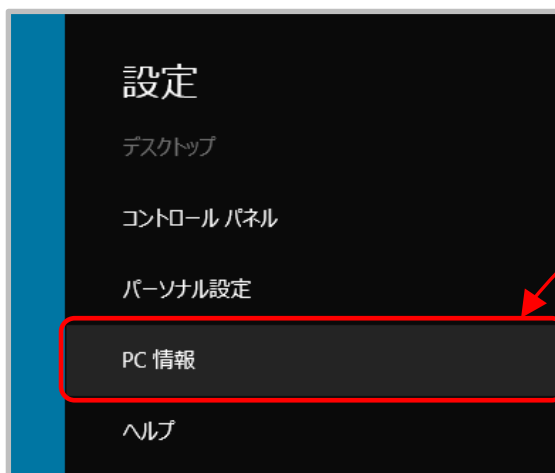 設定
デスクトップ
コントロール パネル
パーソナル設定
PC 情報
ヘルプ